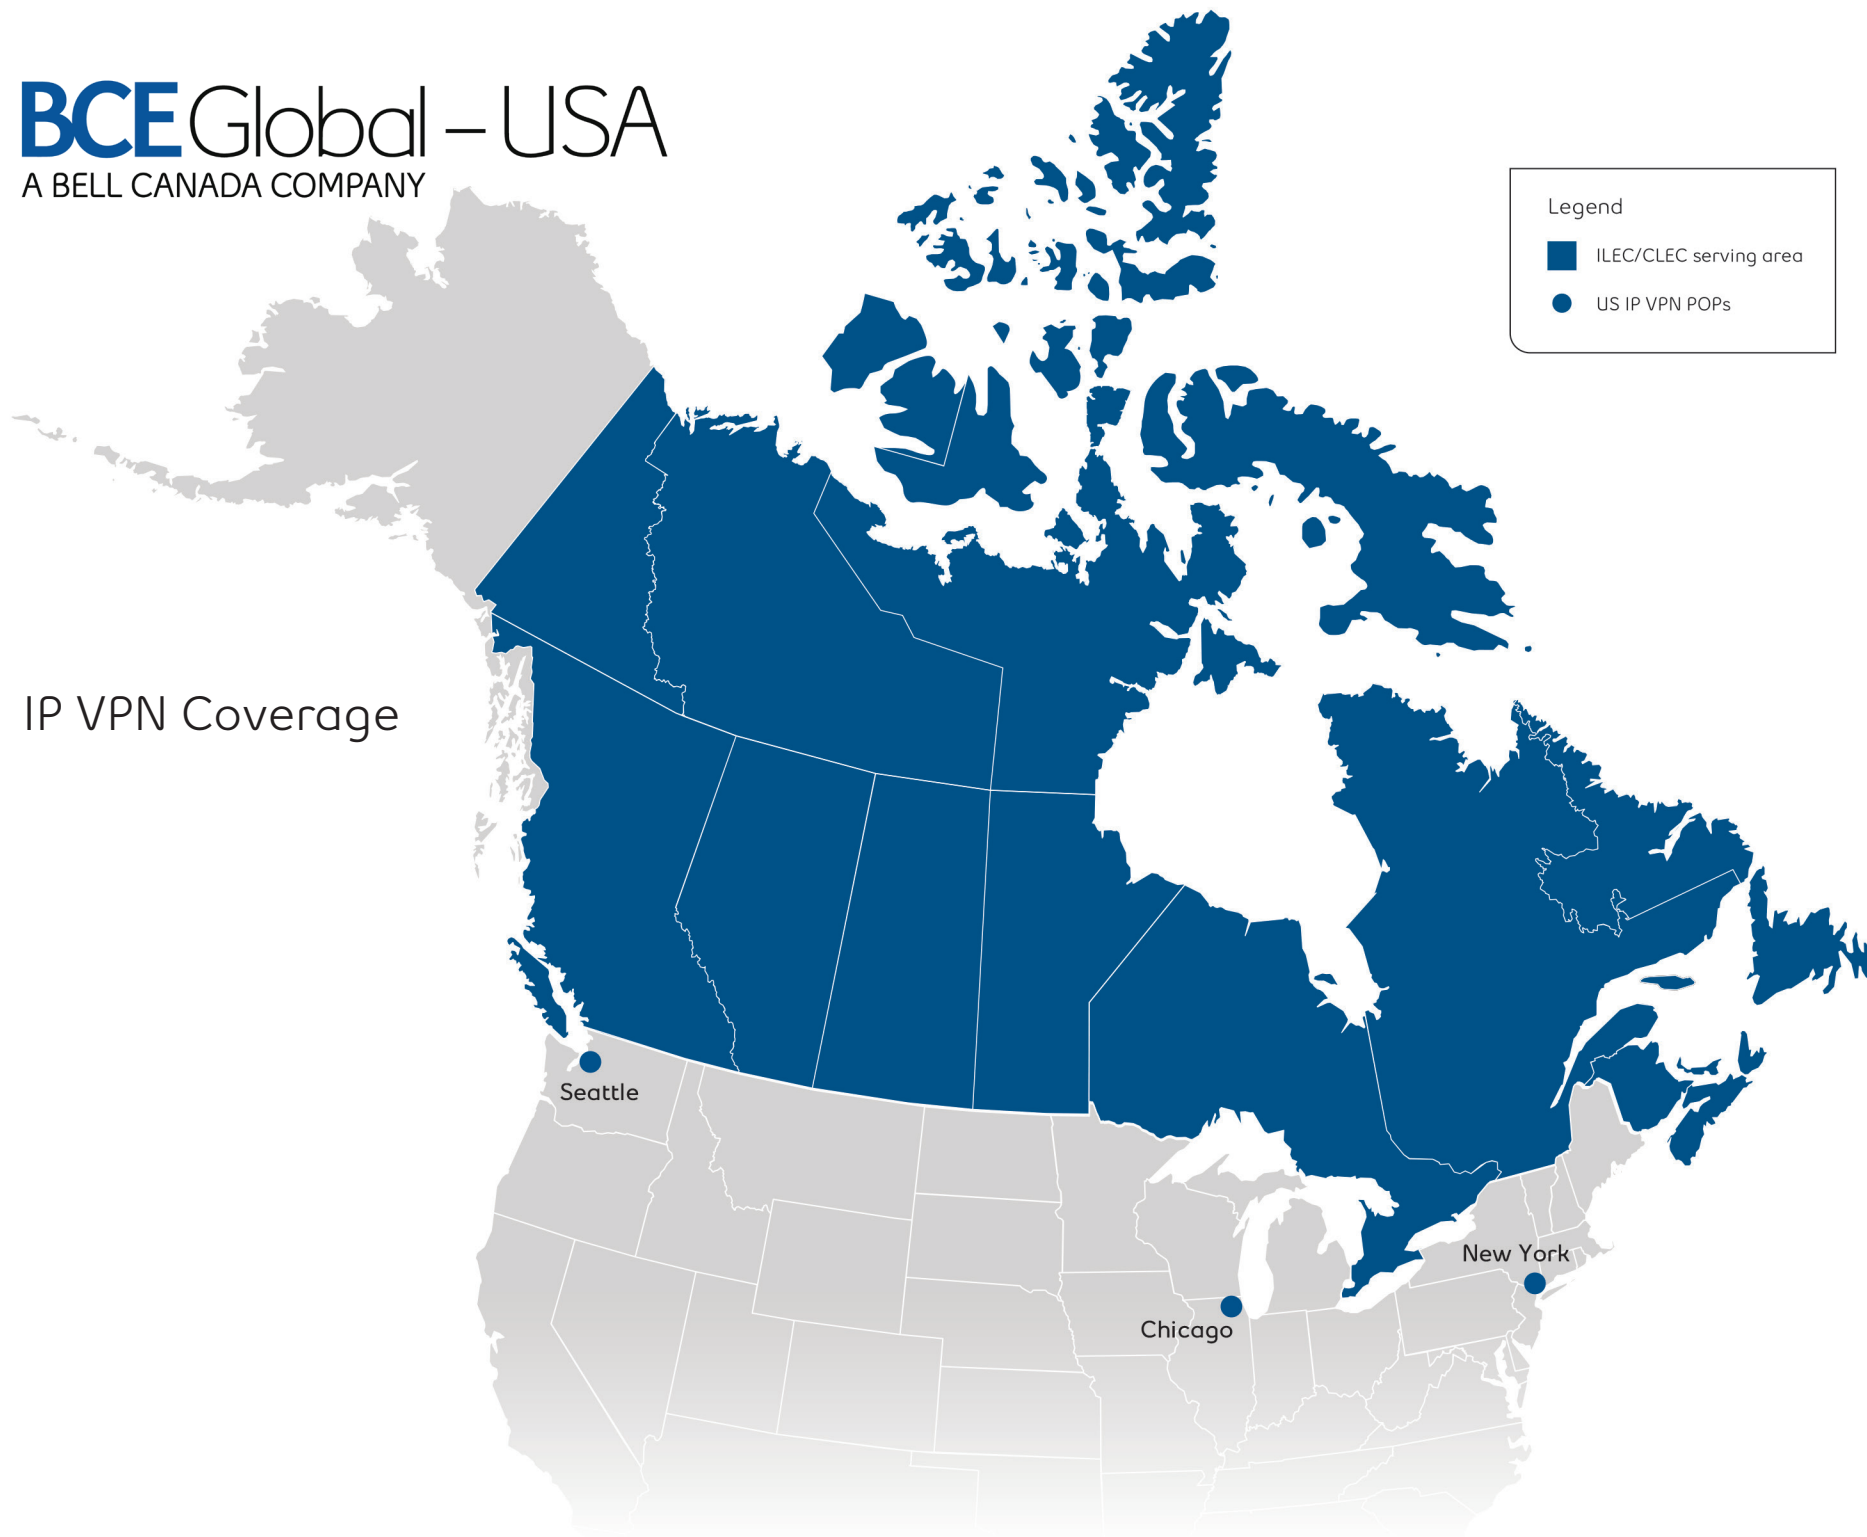 BCE Global – USA
A BELL CANADA COMPANY
Legend
ILEC/CLEC serving area
US IP VPN POPs
IP VPN Coverage
Seattle
New York
Chicago